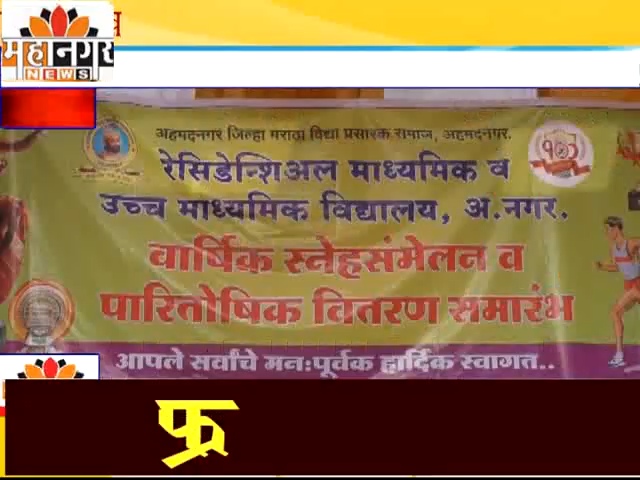 महानगर
NEWS
अहमदनगर जिल्हा मराठा विद्या प्रसारक समाज, अहमदनगर.
रेसिडेन्शिअल माध्यमिक व
उच्च माध्यमिक विद्यालय, अ.नगर.
वार्षिक स्नेहसंमेलन व
पारितोषिक वितरण समारंभ
आपले सर्वांचे मन:पूर्वक हार्दिक स्वागत..
फ्र